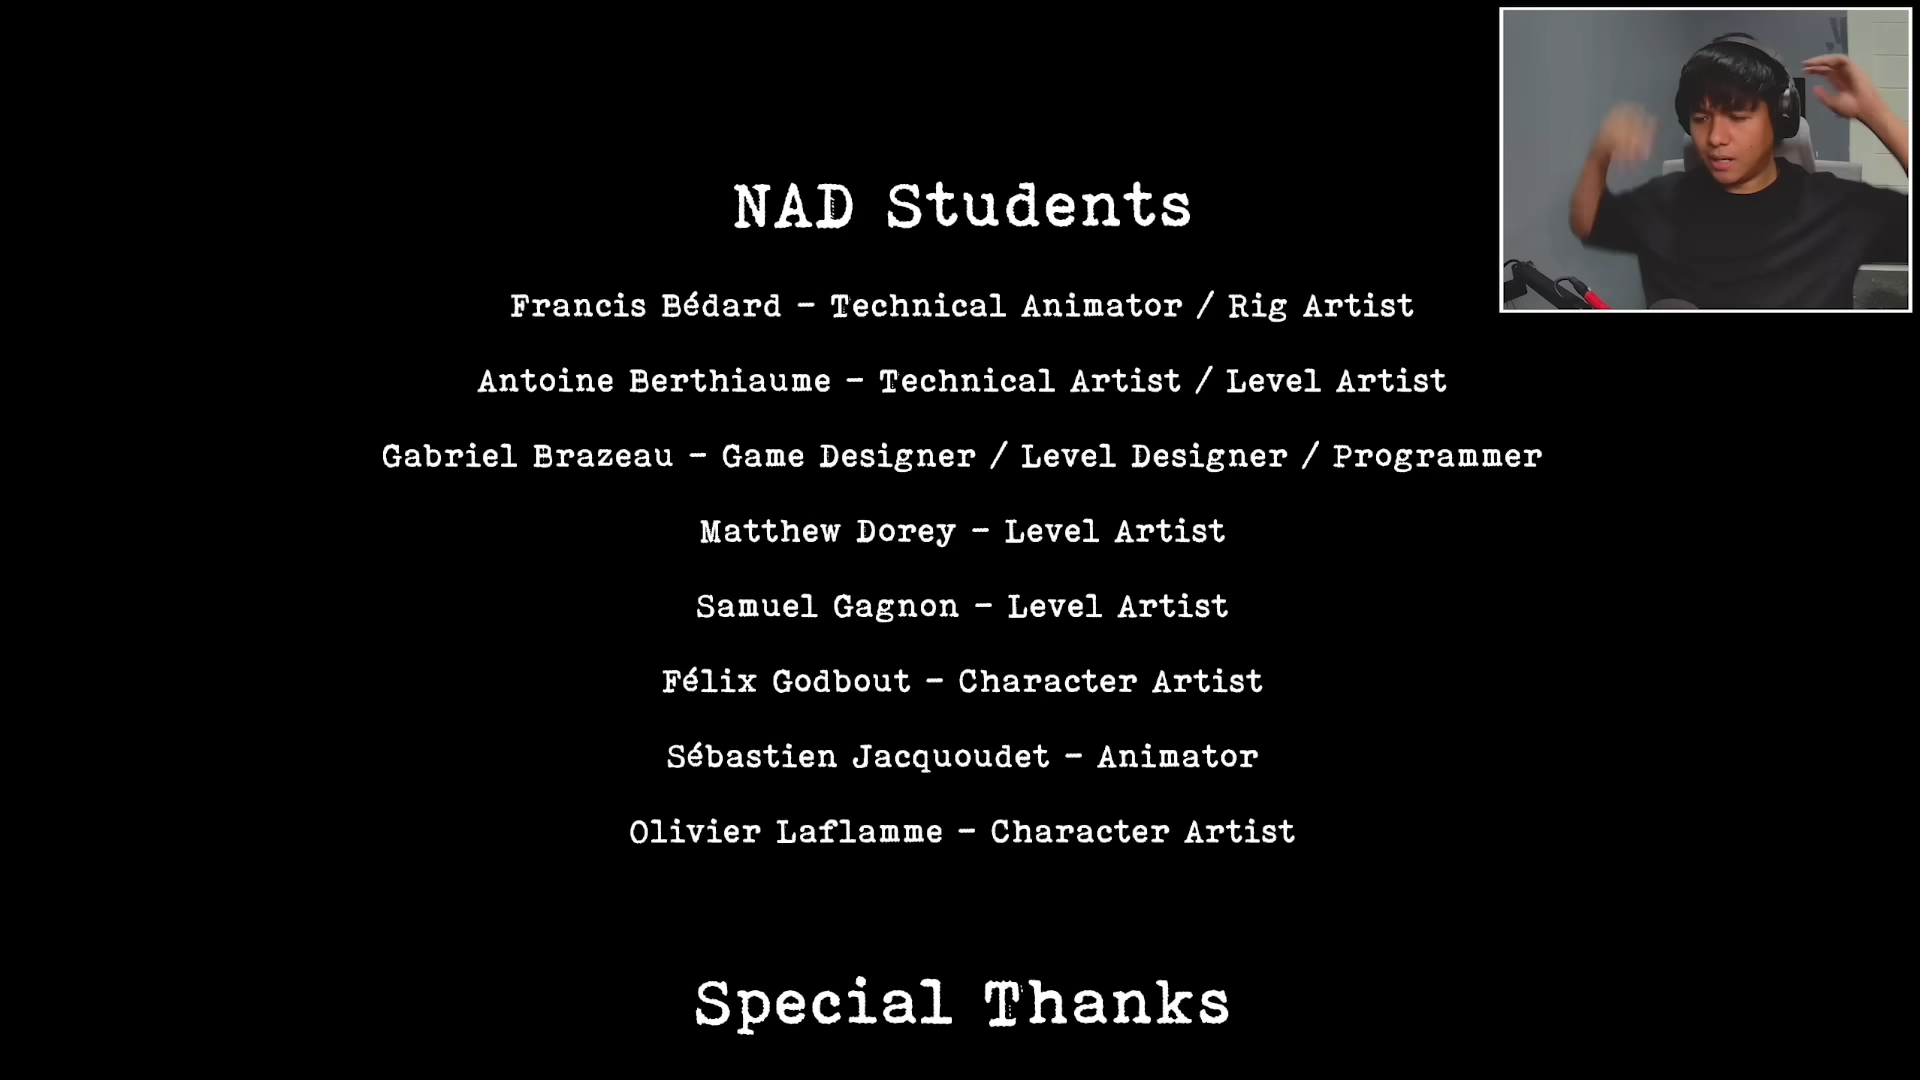 NAD Students
Francis Bédard - Technical Animator / Rig Artist
Antoine Berthiaume - Technical Artist / Level Artist
Gabriel Brazeau - Game Designer / Level Designer / Programmer
Matthew Dorey - Level Artist
Samuel Gagnon - Level Artist
Félix Godbout - Character Artist
Sébastien Jacquoudet - Animator
Olivier Laflamme - Character Artist
Special Thanks